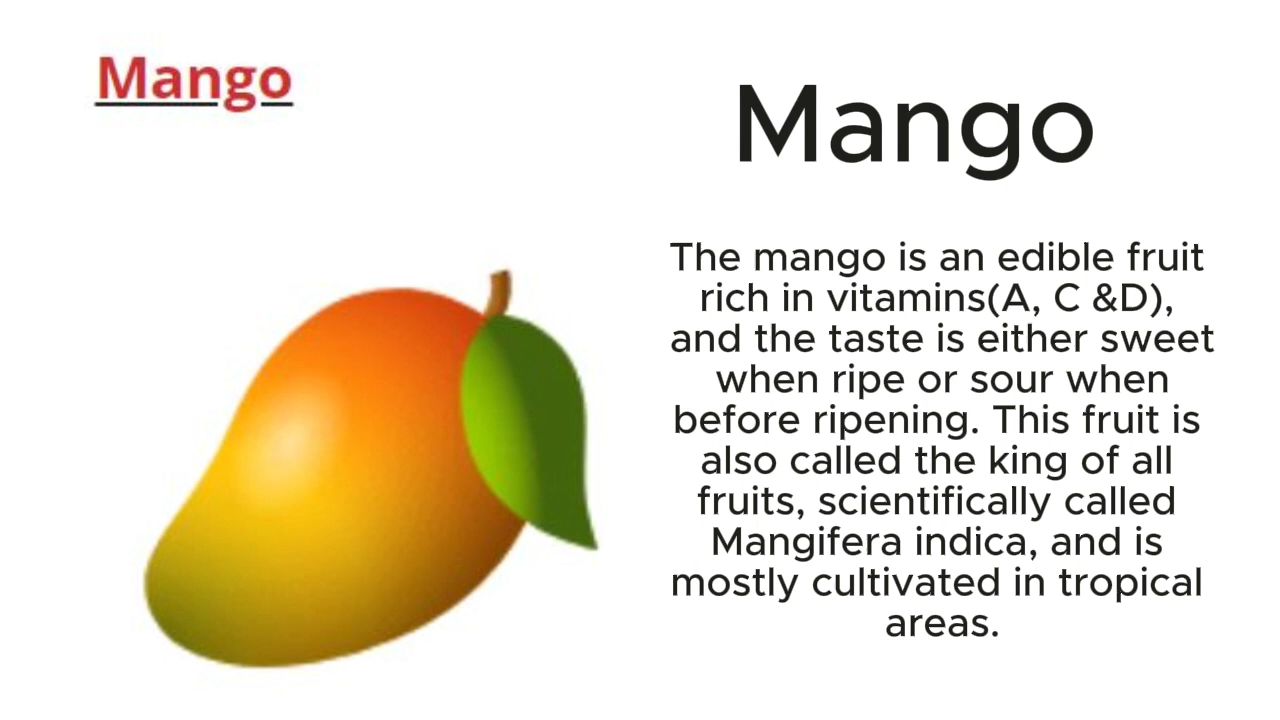 Mango
Mango
The mango is an edible fruit
rich in vitamins(A, C &D),
and the taste is either sweet
when ripe or sour when
before ripening. This fruit is
also called the king of all
fruits, scientifically called
Mangifera indica, and is
mostly cultivated in tropical
areas.